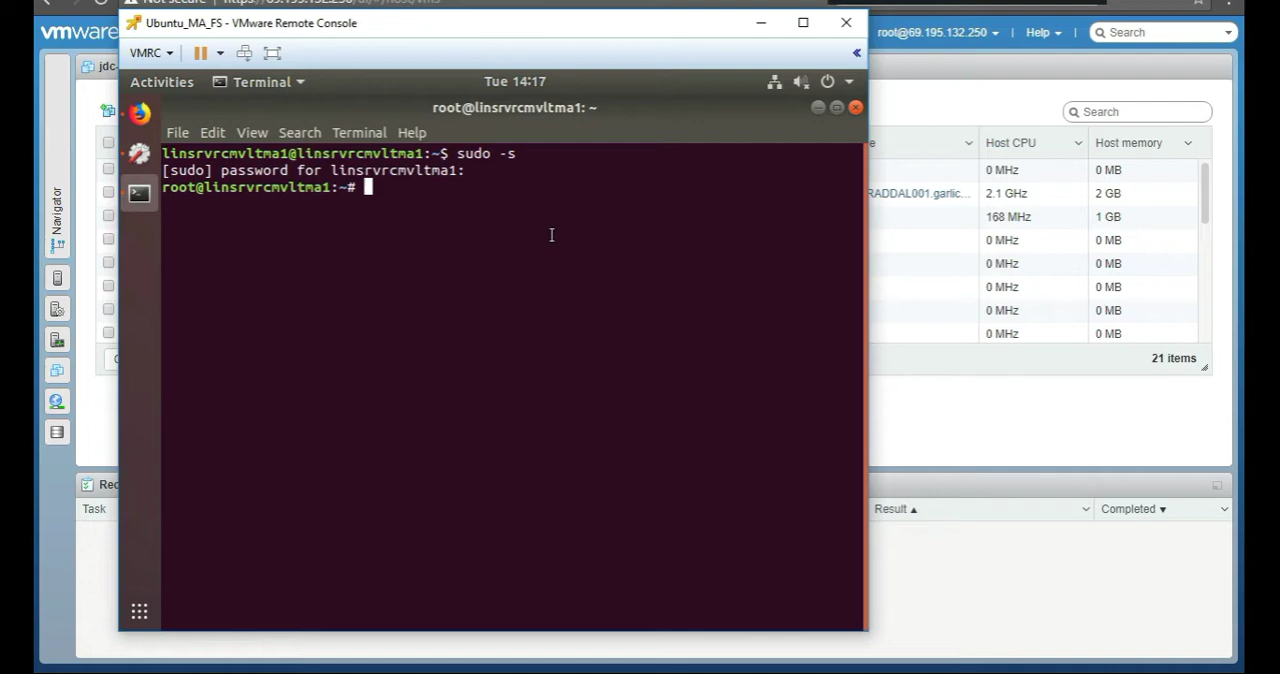 Ubuntu_MA_FS - VMware Remote Console
vmware
root@69.195.132.250
Help
Search
VMRC
jdc-
Activities
Terminal
Tue 14:17
root@linsrvrcmvltma1: ~
Search
File Edit View Search Terminal Help
Host CPU
Host memory
linsrvrcmvltma1@linsrvrcmvltma1:~$ sudo -s
[sudo] password for linsrvrcmvltma1:
root@linsrvrcmvltma1:~#
Navigator
0 MHz 0 MB
RADDAL001.garlic... 2.1 GHz 2 GB
168 MHz 1 GB
0 MHz 0 MB
0 MHz 0 MB
0 MHz 0 MB
0 MHz 0 MB
0 MHz 0 MB
21 items
Rec
Task
Result
Completed